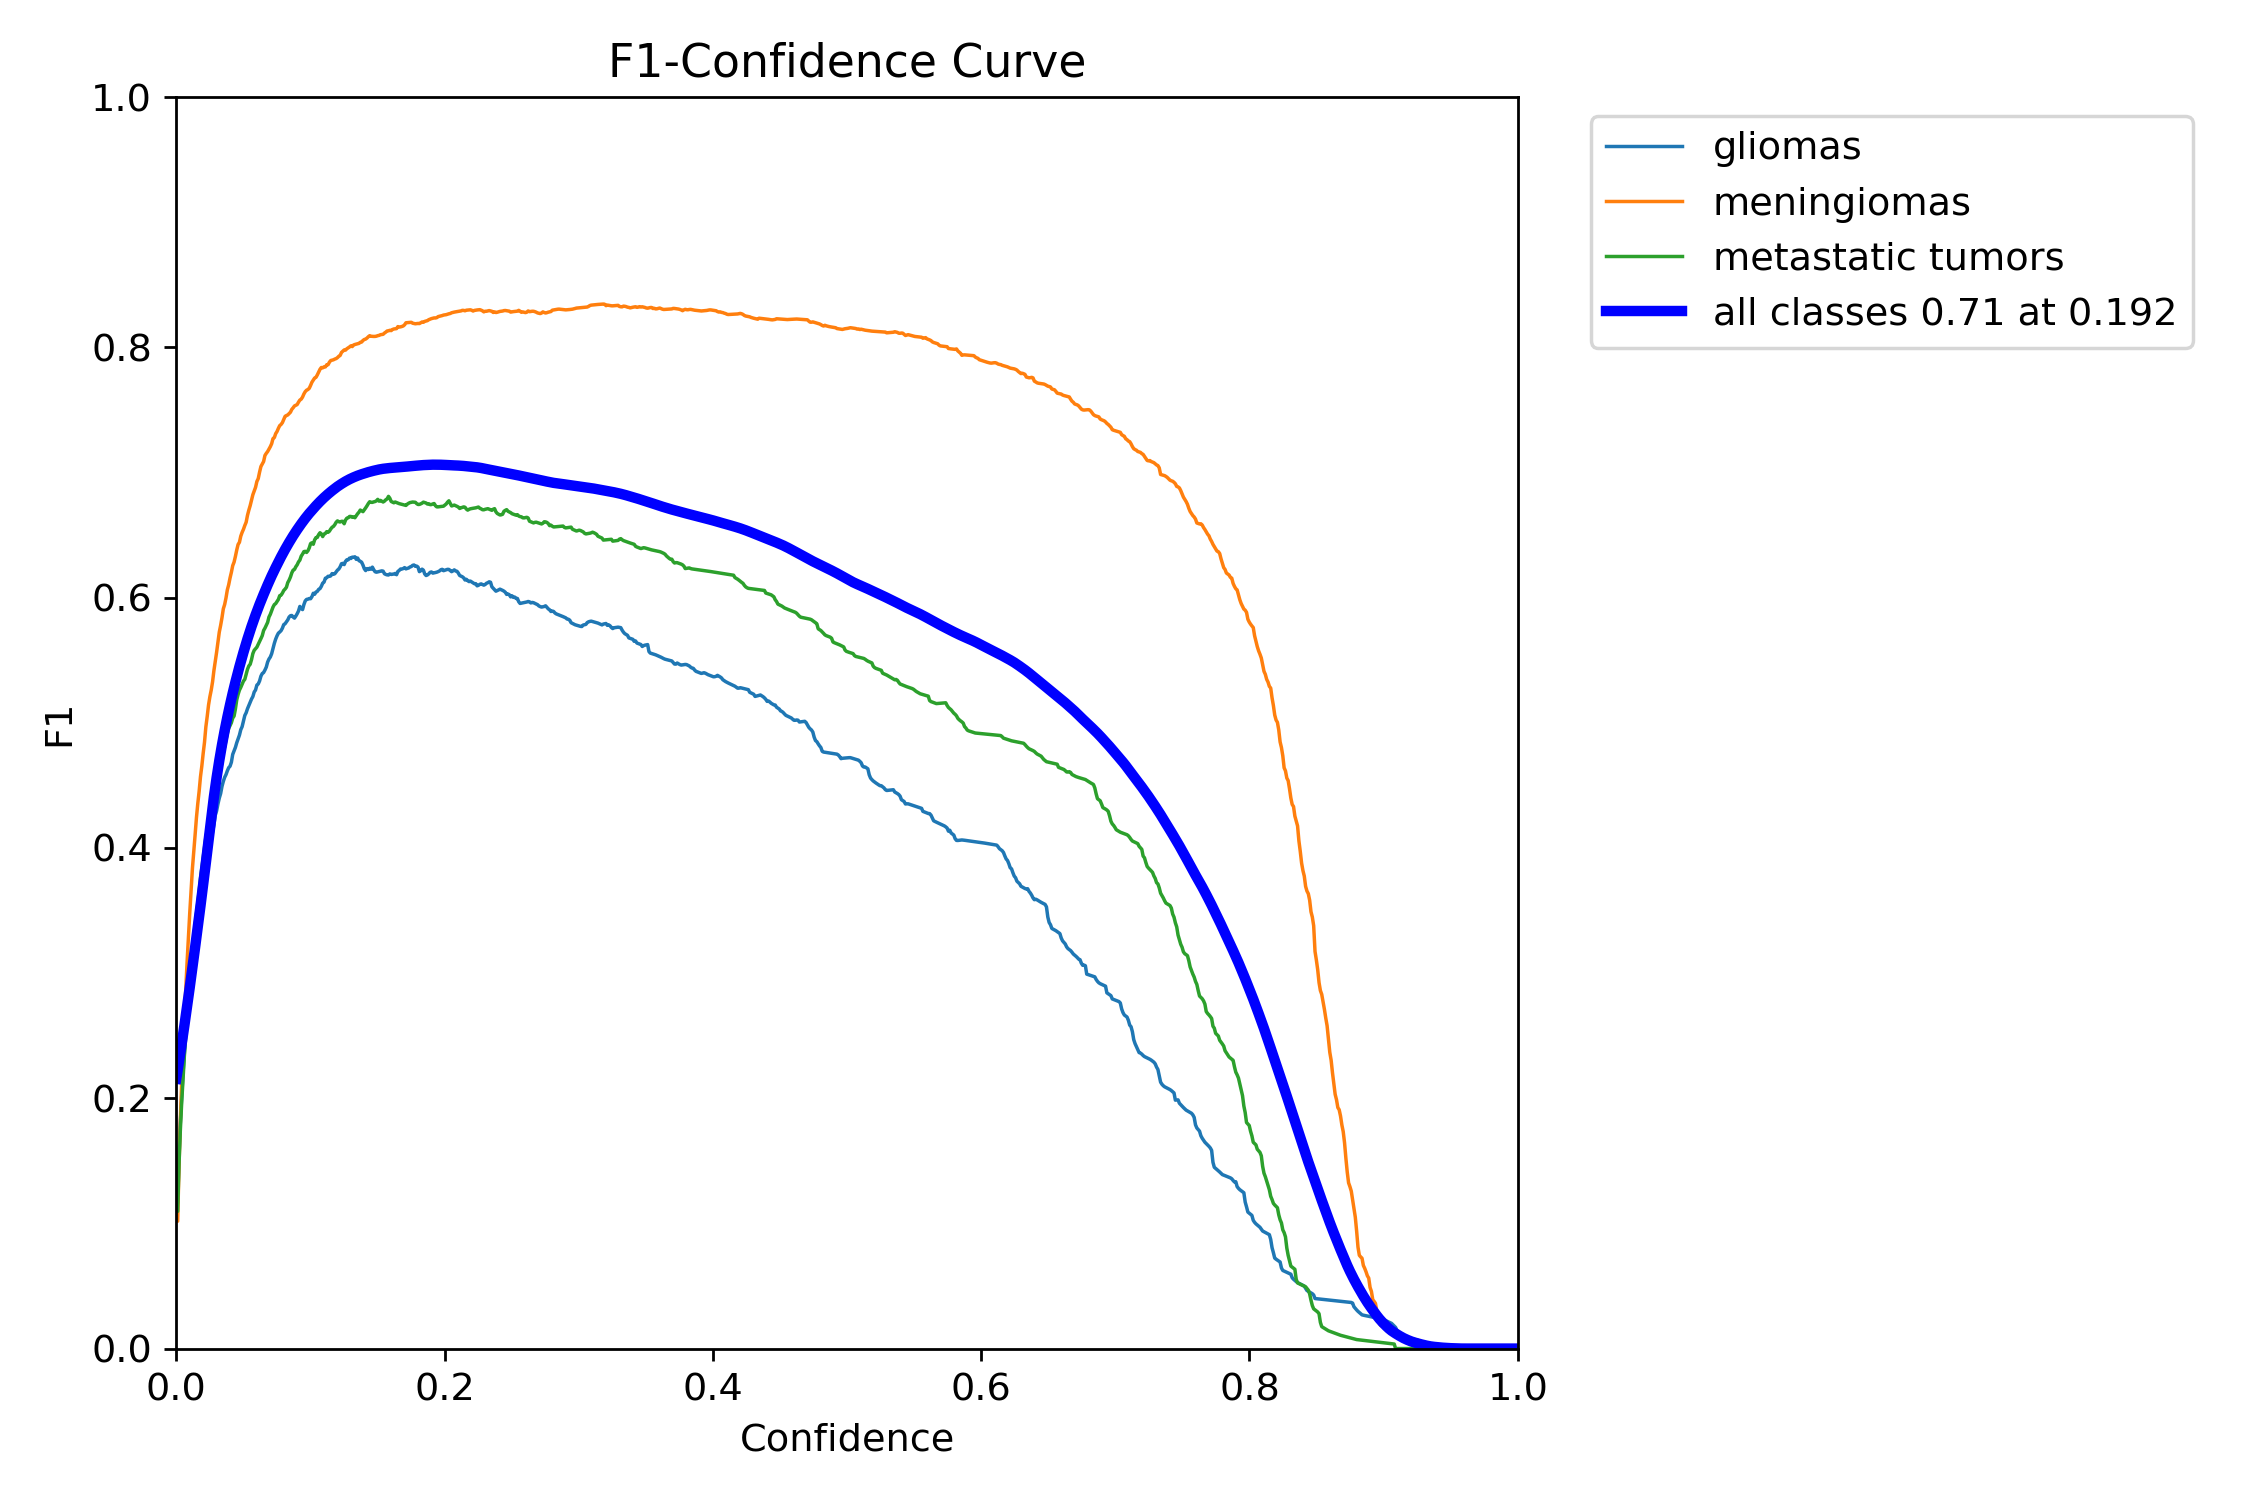 F1-Confidence Curve
1.0
0.8
0.6
0.4
0.2
0.0
F1
0.0 0.2 0.4 0.6 0.8 1.0
Confidence
gliomas
meningiomas
metastatic tumors
all classes 0.71 at 0.192